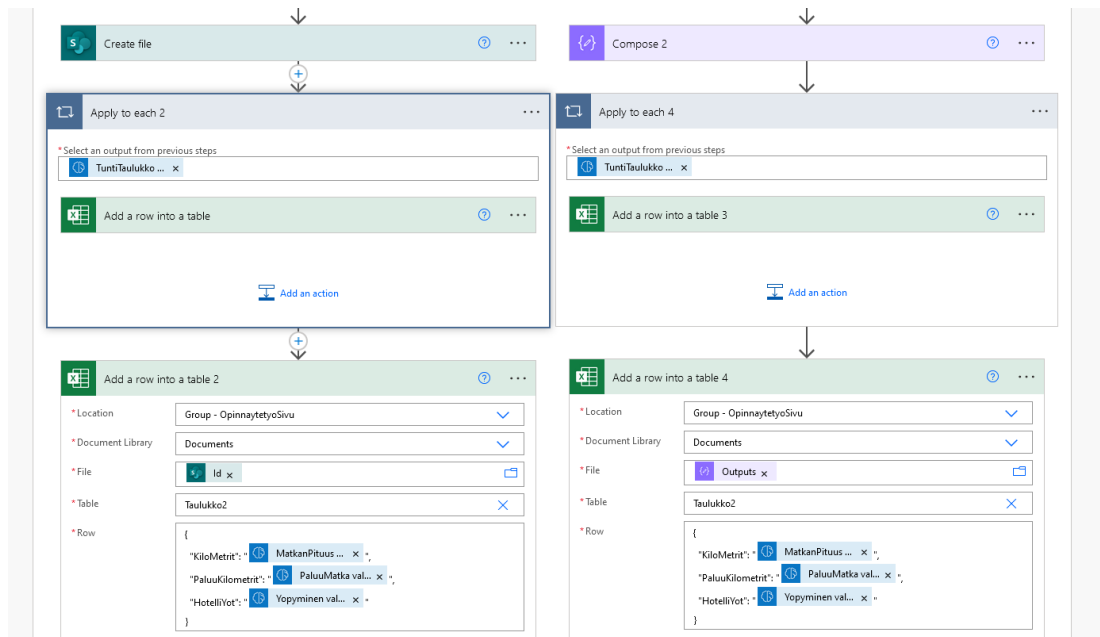 Create file
Apply to each 2
*Select an output from previous steps
TuntiTaulukko ... ×
Add a row into a table
Add an action
Add a row into a table 2
*Location Group - OpinnaytetyoSivu
*Document Library Documents
*File Id ×
*Table Taulukko2
*Row {
"KiloMetrit": " MatkanPituus ... × ",
"PaluuKilometrit": " PaluuMatka val... × ",
"HotelliYot": " Yopyminen val... × "
}
Compose 2
Apply to each 4
*Select an output from previous steps
TuntiTaulukko ... ×
Add a row into a table 3
Add an action
Add a row into a table 4
*Location Group - OpinnaytetyoSivu
*Document Library Documents
*File Outputs ×
*Table Taulukko2
*Row {
"KiloMetrit": " MatkanPituus ... × ",
"PaluuKilometrit": " PaluuMatka val... × ",
"HotelliYot": " Yopyminen val... × "
}